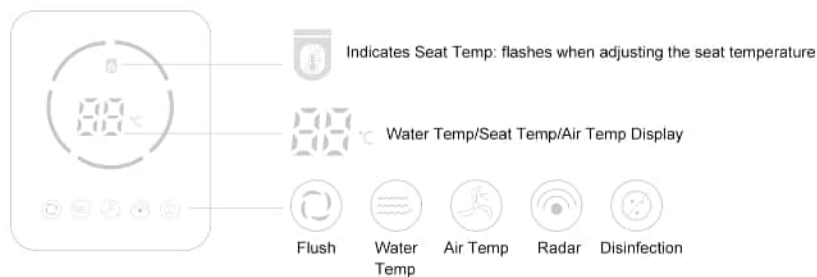 Indicates Seat Temp: flashes when adjusting the seat temperature
88 °C
88 °C Water Temp/Seat Temp/Air Temp Display
Flush Water Temp Air Temp Radar Disinfection